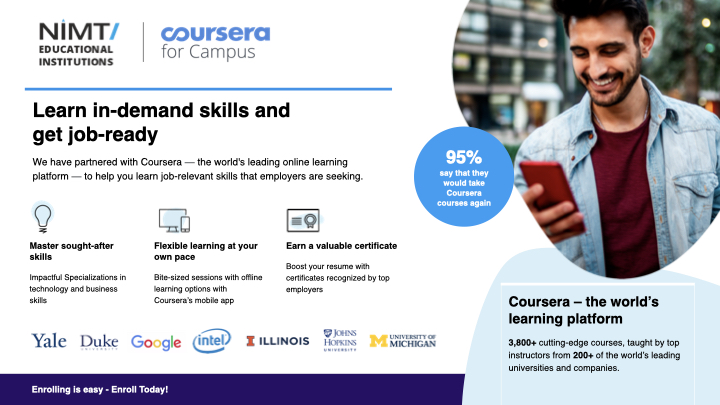 NIMT/
EDUCATIONAL
INSTITUTIONS
coursera
for Campus
Learn in-demand skills and
get job-ready
We have partnered with Coursera — the world's leading online learning
platform — to help you learn job-relevant skills that employers are seeking.
95%
say that they
would take
Coursera
courses again
Master sought-after
skills
Impactful Specializations in
technology and business
skills
Flexible learning at your
own pace
Bite-sized sessions with offline
learning options with
Coursera's mobile app
Earn a valuable certificate
Boost your resume with
certificates recognized by top
employers
Coursera – the world's
learning platform
3,800+ cutting-edge courses, taught by top
instructors from 200+ of the world's leading
universities and companies.
Yale
Duke
UNIVERSITY
Google
intel
I ILLINOIS
JOHNS
HOPKINS
UNIVERSITY
M UNIVERSITY OF
MICHIGAN
Enrolling is easy - Enroll Today!